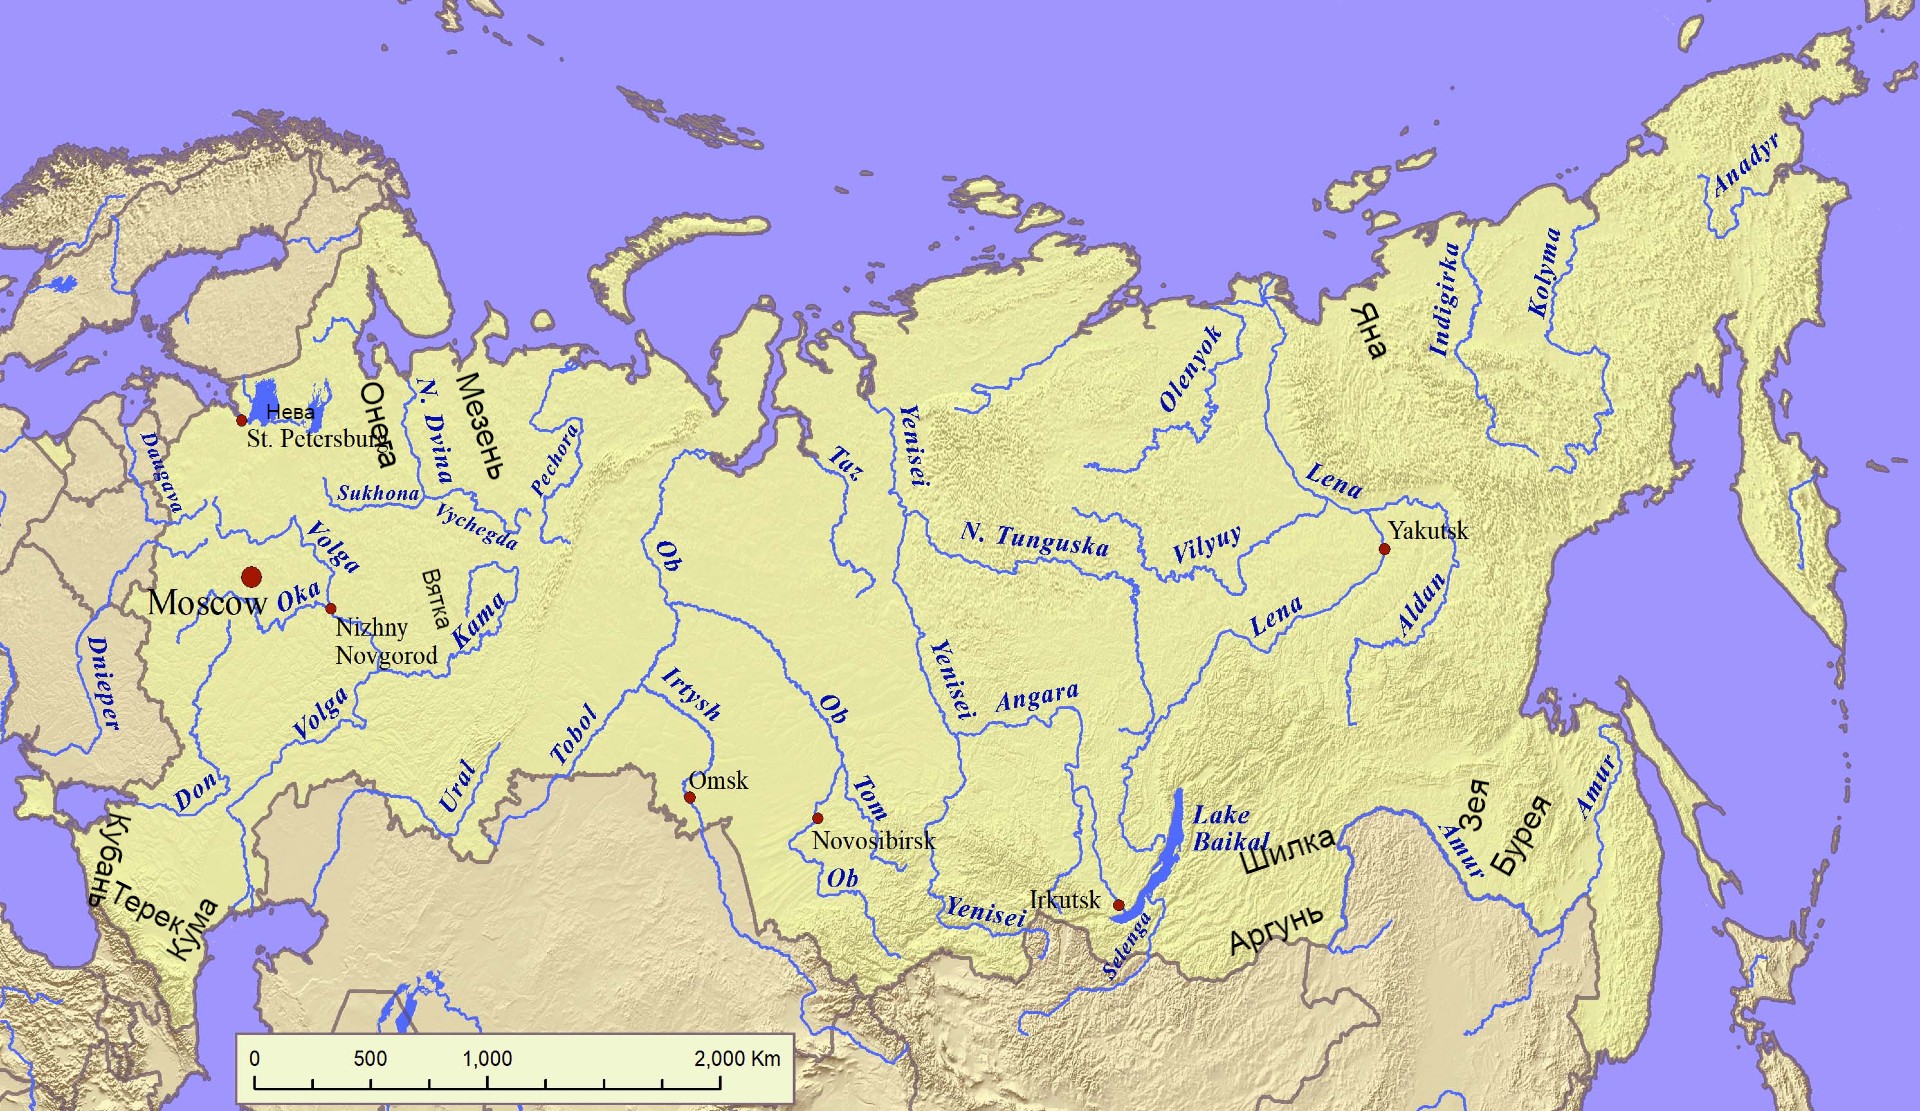 Anadyr
Kolyma
Indigirka
Яна
Olenyok
Yenisei
Онега
N. Dvina
Мезень
Нева
St. Petersburg
Daugava
Pechora
Taz
Sukhona
Vychegda
Lena
Yakutsk
Volga
Ob
N. Tunguska
Vilyuy
Moscow
Oka
Вятка
Kama
Nizhny
Novgorod
Lena
Aldan
Dnieper
Volga
Tobol
Irtysh
Ob
Yenisei
Angara
Don
Ural
Omsk
Tom
Novosibirsk
Ob
Lake
Baikal
Шилка
Amur
Зея
Бурея
Amur
Кубань
Терек
Кума
Yenisei
Irkutsk
Selenga
Аргунь
0 500 1,000 2,000 Km